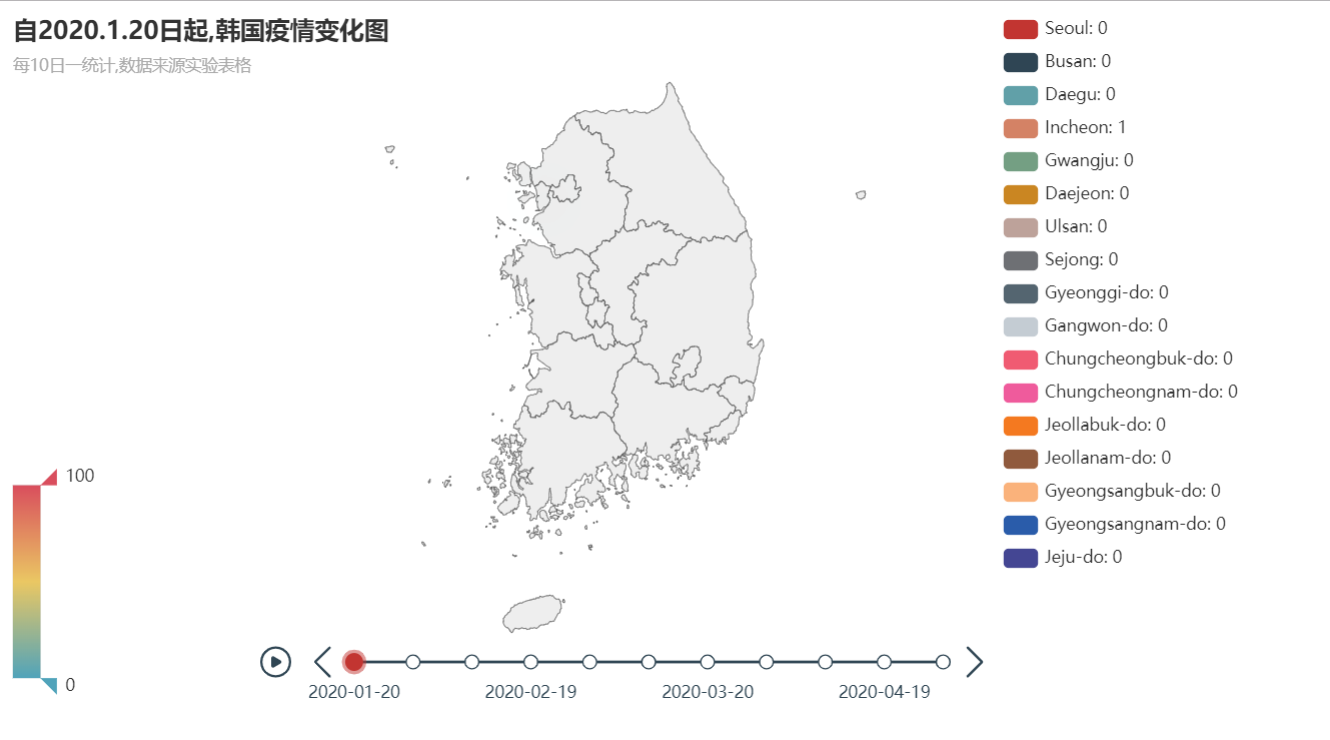 自2020.1.20日起,韩国疫情变化图
每10日一统计,数据来源实验表格
Seoul: 0
Busan: 0
Daegu: 0
Incheon: 1
Gwangju: 0
Daejeon: 0
Ulsan: 0
Sejong: 0
Gyeonggi-do: 0
Gangwon-do: 0
Chungcheongbuk-do: 0
Chungcheongnam-do: 0
Jeollabuk-do: 0
Jeollanam-do: 0
Gyeongsangbuk-do: 0
Gyeongsangnam-do: 0
Jeju-do: 0
100
0
2020-01-20 2020-02-19 2020-03-20 2020-04-19